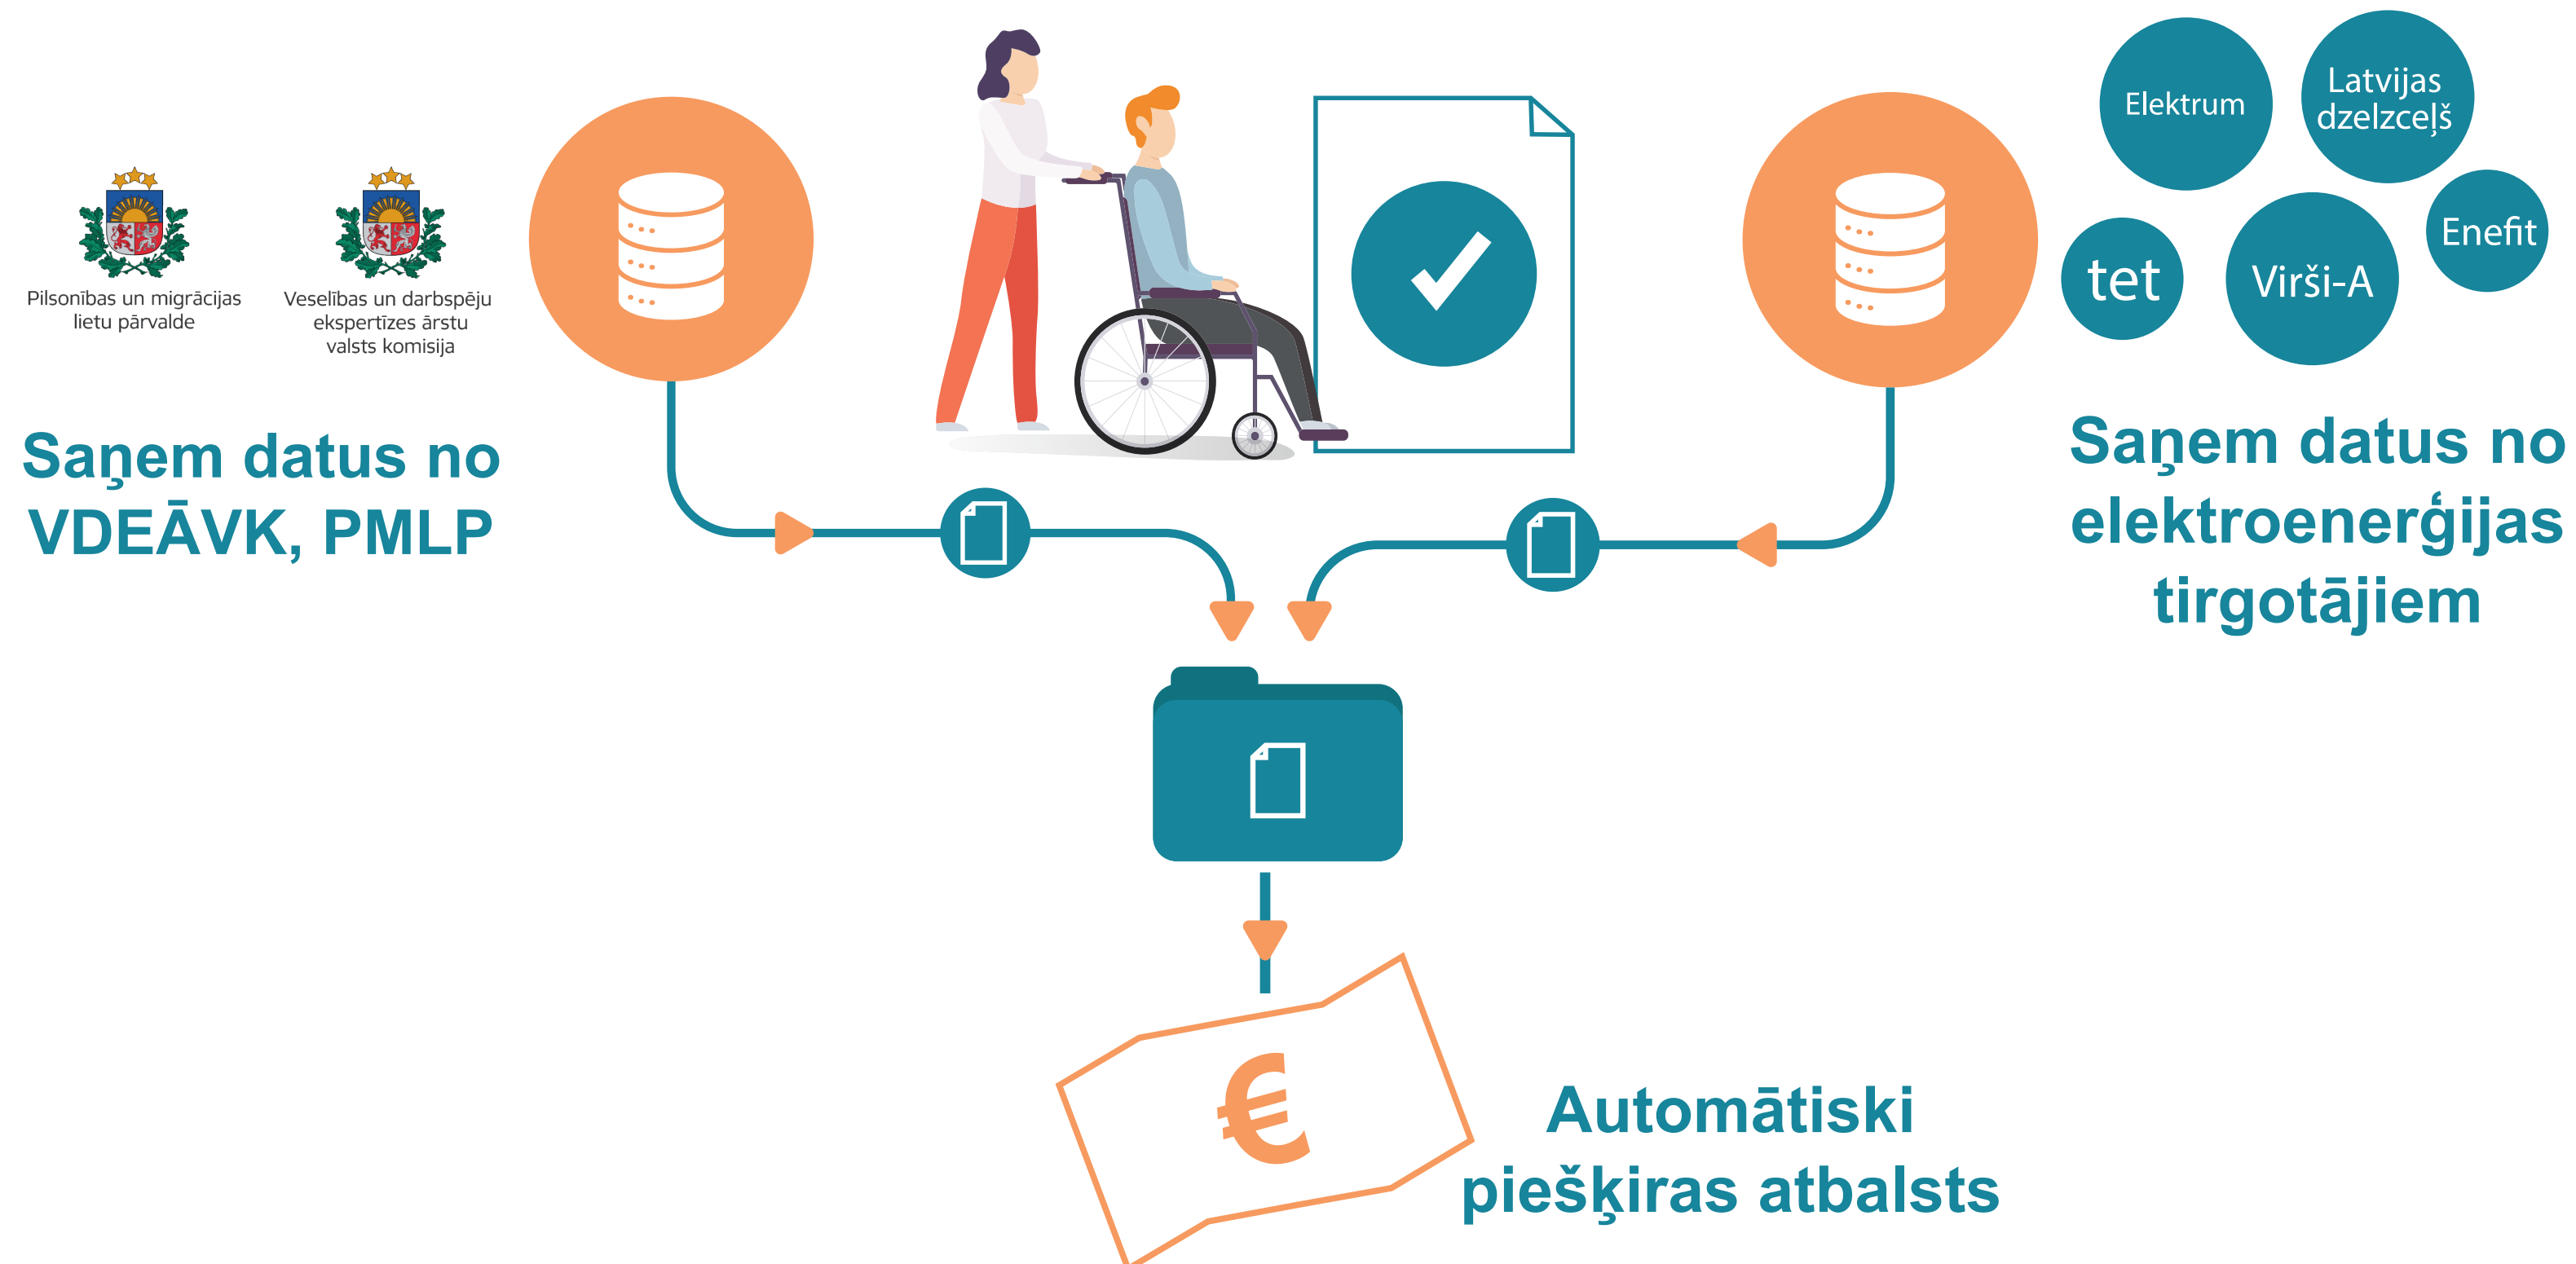 Pilsonības un migrācijas
lietu pārvalde
Veselības un darbspēju
ekspertīzes ārstu
valsts komisija
Saņem datus no
VDEĀVK, PMLP
Elektrum
Latvijas
dzelzceļš
Enefit
tet
Virši-A
Saņem datus no
elektroenerģijas
tirgotājiem
€
Automātiski
piešķiras atbalsts